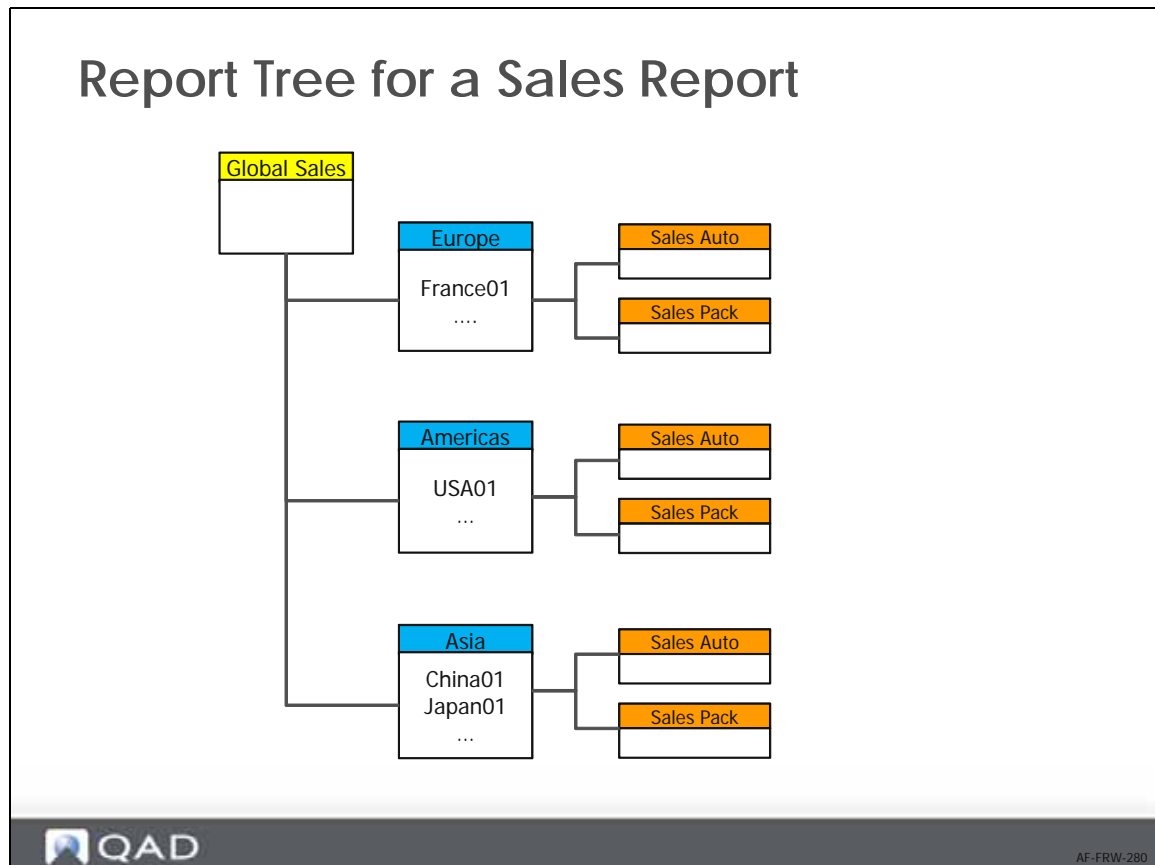 Report Tree for a Sales Report
Global Sales
Europe
France01
....
Sales Auto
Sales Pack
Americas
USA01
...
Sales Auto
Sales Pack
Asia
China01
Japan01
...
Sales Auto
Sales Pack
QAD
AF-FRW-280